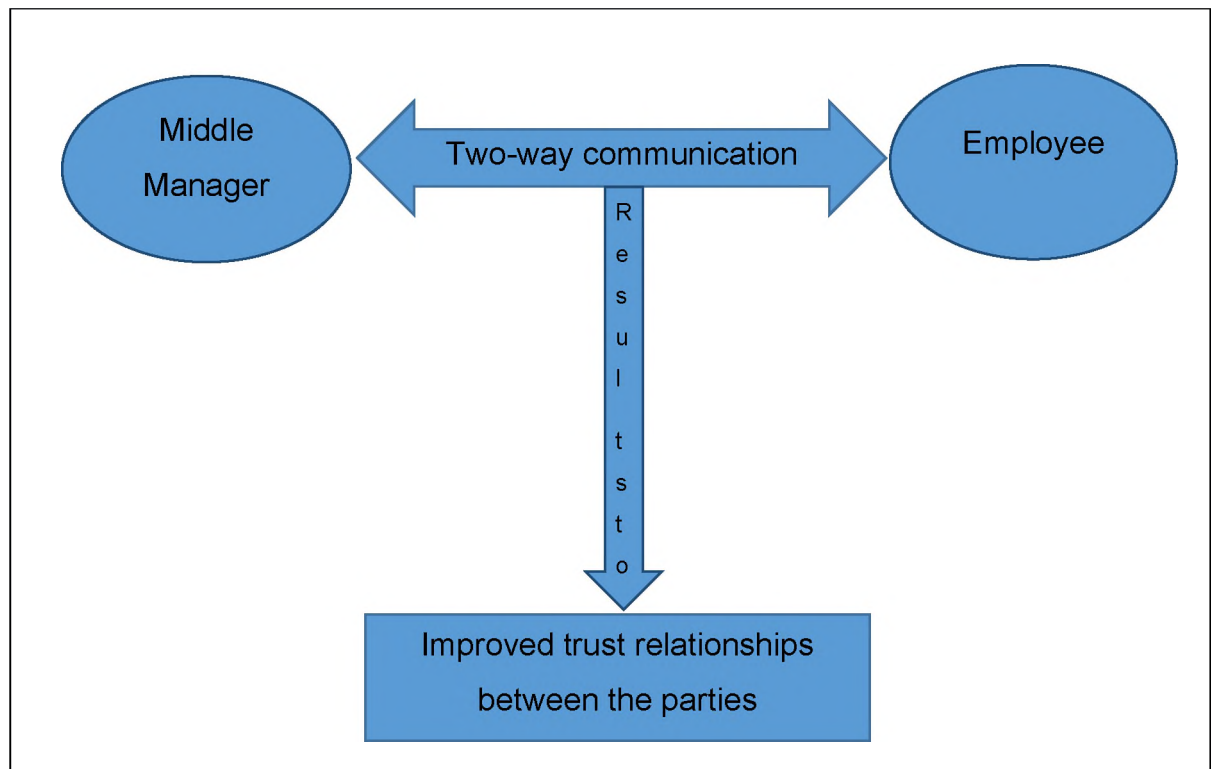 Middle
Manager
Two-way communication
Employee
R
e
s
u
l
t
s
t
o
Improved trust relationships
between the parties